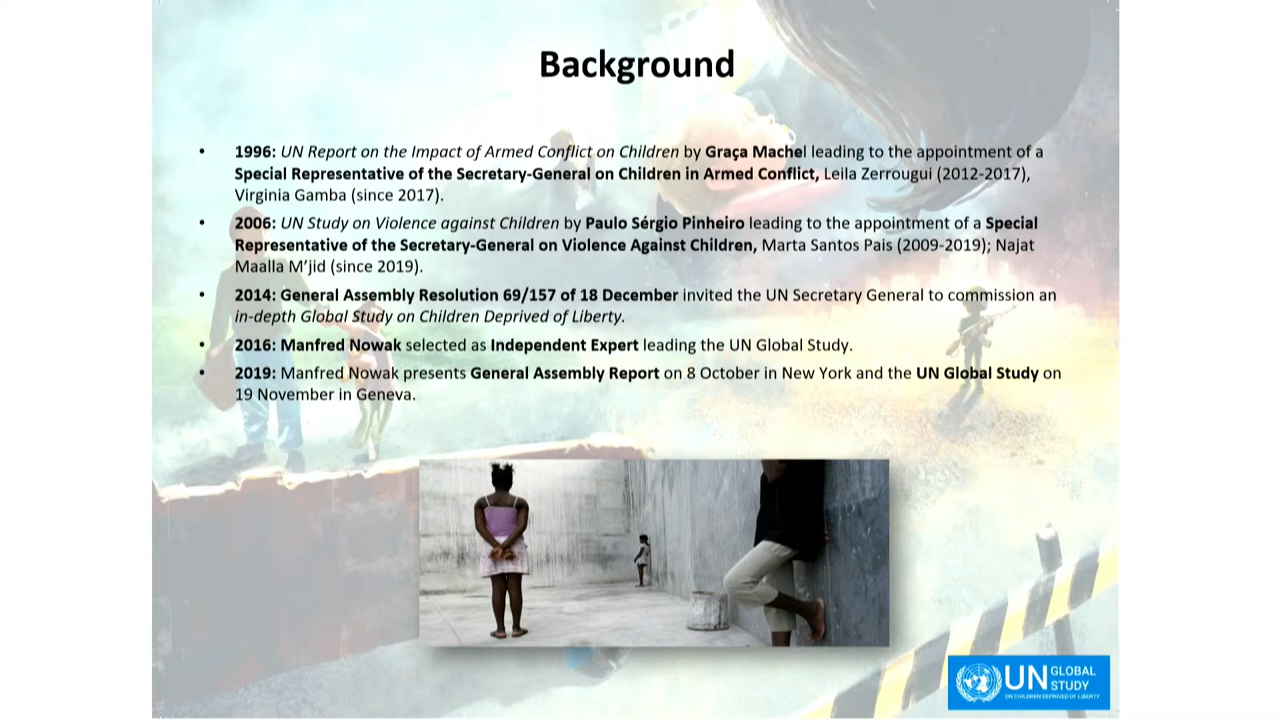 Background
• 1996: UN Report on the Impact of Armed Conflict on Children by Graça Machel leading to the appointment of a
Special Representative of the Secretary-General on Children in Armed Conflict, Leila Zerrougui (2012-2017),
Virginia Gamba (since 2017).
• 2006: UN Study on Violence against Children by Paulo Sérgio Pinheiro leading to the appointment of a Special
Representative of the Secretary-General on Violence Against Children, Marta Santos Pais (2009-2019); Najat
Maalla M’jid (since 2019).
• 2014: General Assembly Resolution 69/157 of 18 December invited the UN Secretary General to commission an
in-depth Global Study on Children Deprived of Liberty.
• 2016: Manfred Nowak selected as Independent Expert leading the UN Global Study.
• 2019: Manfred Nowak presents General Assembly Report on 8 October in New York and the UN Global Study on
19 November in Geneva.
UN GLOBAL
STUDY
ON CHILDREN DEPRIVED OF LIBERTY